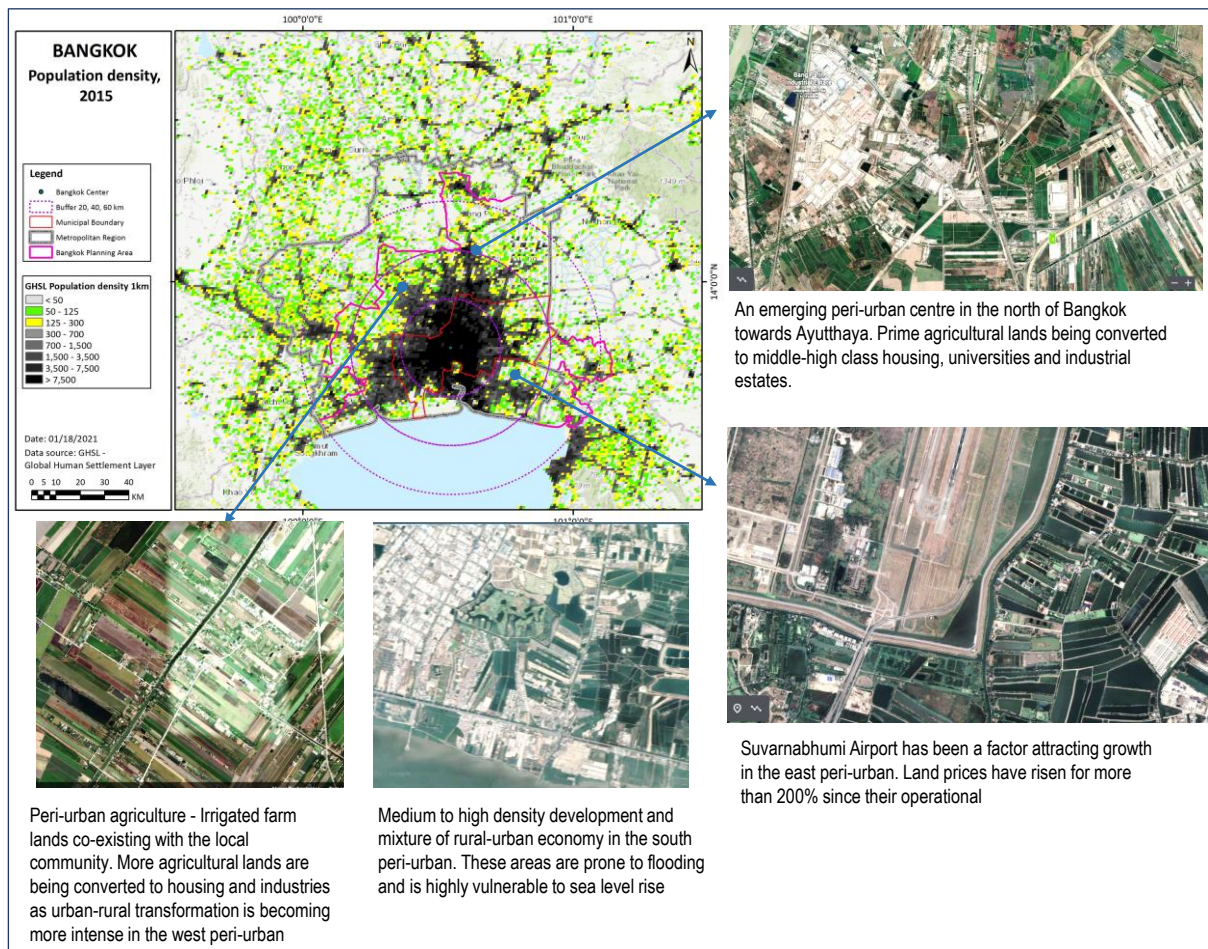 BANGKOK
Population density,
2015
Legend
Bangkok Center
Buffer 20, 40, 60 km
Municipal Boundary
Metropolitan Region
Bangkok Planning Area
GHSL Population density 1km
< 50
50 - 125
125 - 300
300 - 700
700 - 1,500
1,500 - 3,500
3,500 - 7,500
> 7,500
Date: 01/18/2021
Data source: GHSL -
Global Human Settlement Layer
0 5 10 20 30 40
KM
100°0'0"E
101°0'0"E
N
14°0'0"N
100°0'0"E
101°0'0"E
An emerging peri-urban centre in the north of Bangkok
towards Ayutthaya. Prime agricultural lands being converted
to middle-high class housing, universities and industrial
estates.
Suvarnabhumi Airport has been a factor attracting growth
in the east peri-urban. Land prices have risen for more
than 200% since their operational
Peri-urban agriculture - Irrigated farm
lands co-existing with the local
community. More agricultural lands are
being converted to housing and industries
as urban-rural transformation is becoming
more intense in the west peri-urban
Medium to high density development and
mixture of rural-urban economy in the south
peri-urban. These areas are prone to flooding
and is highly vulnerable to sea level rise